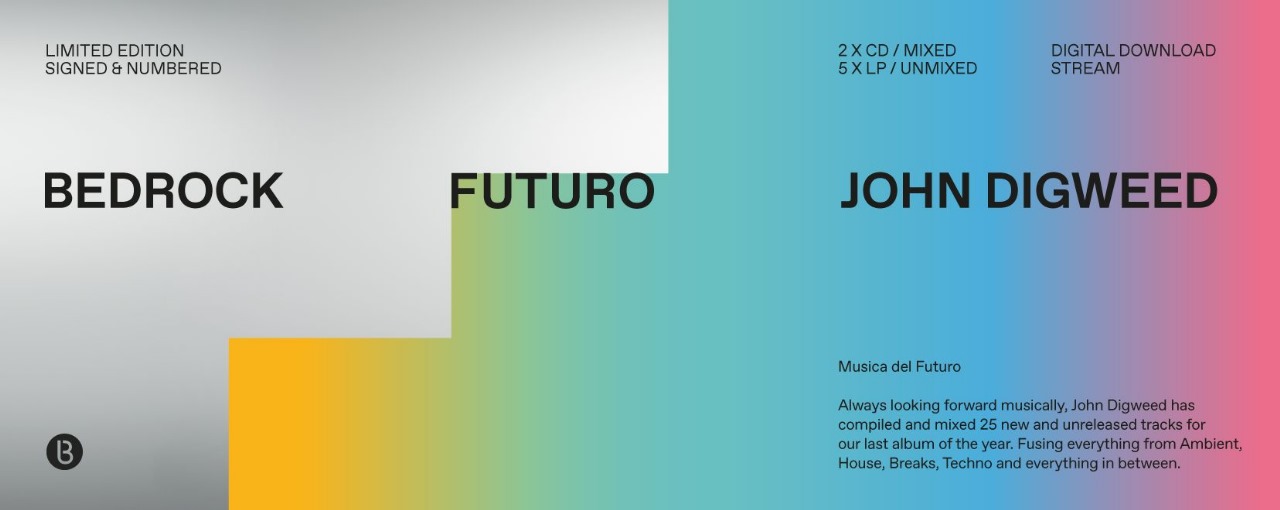 LIMITED EDITION
SIGNED & NUMBERED
2 X CD / MIXED
5 X LP / UNMIXED
DIGITAL DOWNLOAD
STREAM
BEDROCK
FUTURO
JOHN DIGWEED
Musica del Futuro
Always looking forward musically, John Digweed has
compiled and mixed 25 new and unreleased tracks for
our last album of the year. Fusing everything from Ambient,
House, Breaks, Techno and everything in between.
B